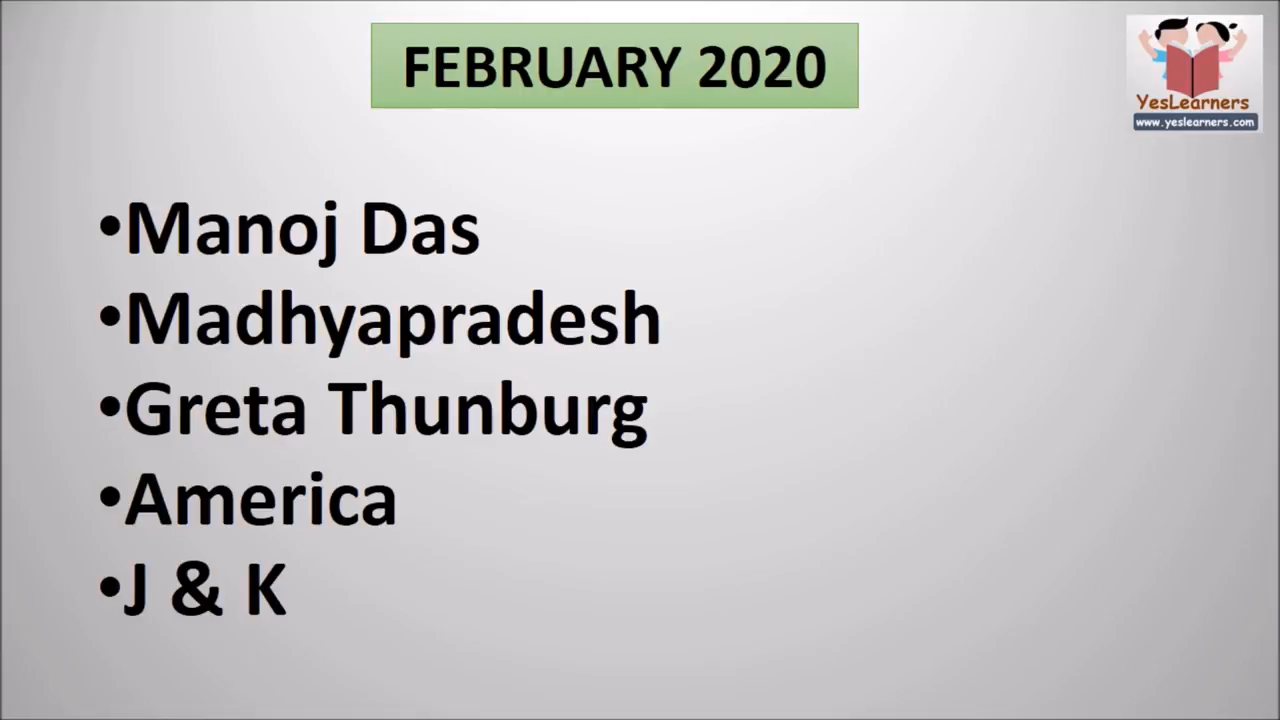 FEBRUARY 2020
YesLearners
www.yeslearners.com
•Manoj Das
•Madhyapradesh
•Greta Thunburg
•America
•J & K